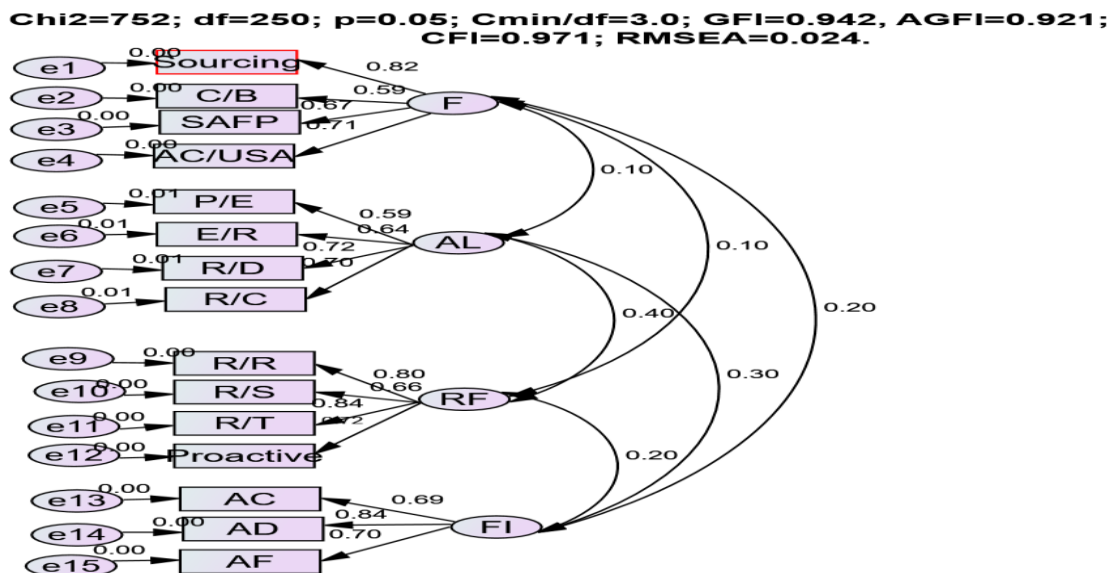 Chi2=752; df=250; p=0.05; Cmin/df=3.0; GFI=0.942, AGFI=0.921;
CFI=0.971; RMSEA=0.024.
e1 0.00 Sourcing 0.82
e2 0.00 C/B 0.59 F
e3 0.00 SAFP 0.67
e4 0.00 AC/USA 0.71
0.10
e5 0.01 P/E 0.59
e6 0.01 E/R 0.64 AL 0.10
e7 0.01 R/D 0.72
e8 0.01 R/C 0.70
0.40 0.20
e9 0.00 R/R 0.80 0.30
e10 0.00 R/S 0.66 RF
e11 0.00 R/T 0.84
e12 0.00 Proactive 0.72
0.20
e13 0.00 AC 0.69
e14 0.00 AD 0.84 FI
e15 0.00 AF 0.70